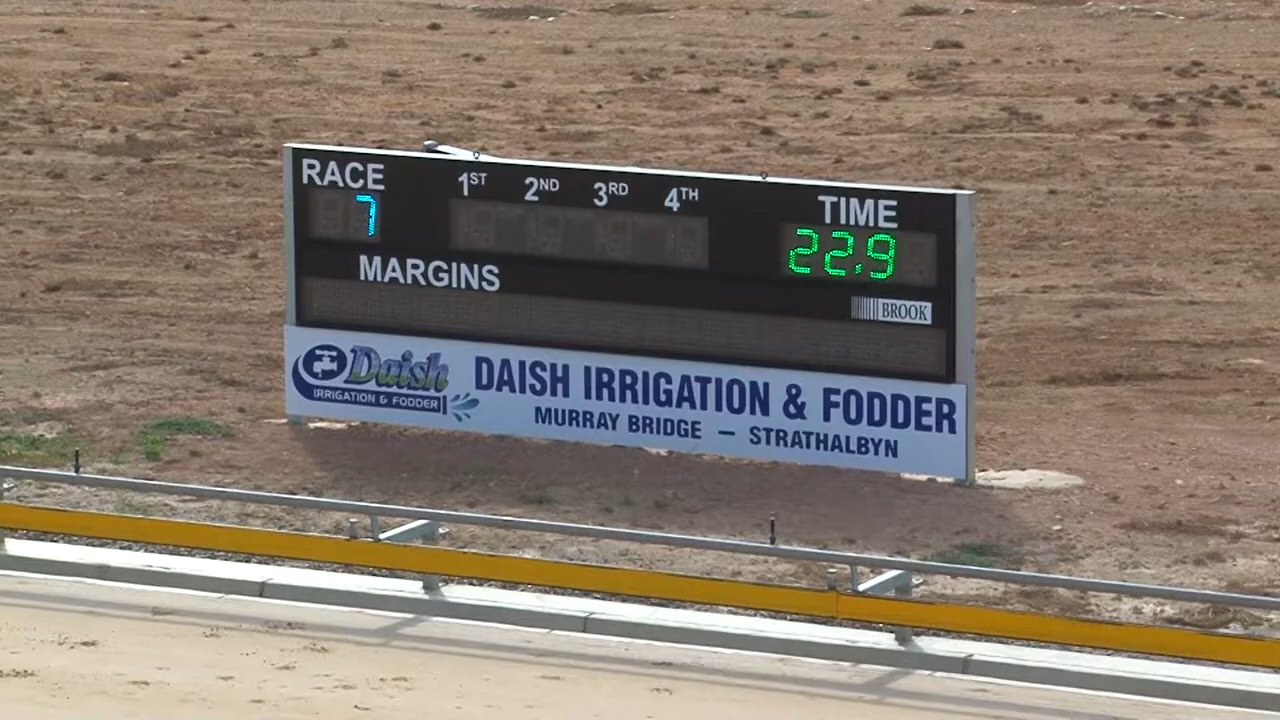 RACE 1ST 2ND 3RD 4TH TIME
7 22.9
MARGINS
BROOK
Daish
IRRIGATION & FODDER
DAISH IRRIGATION & FODDER
MURRAY BRIDGE — STRATHALBYN